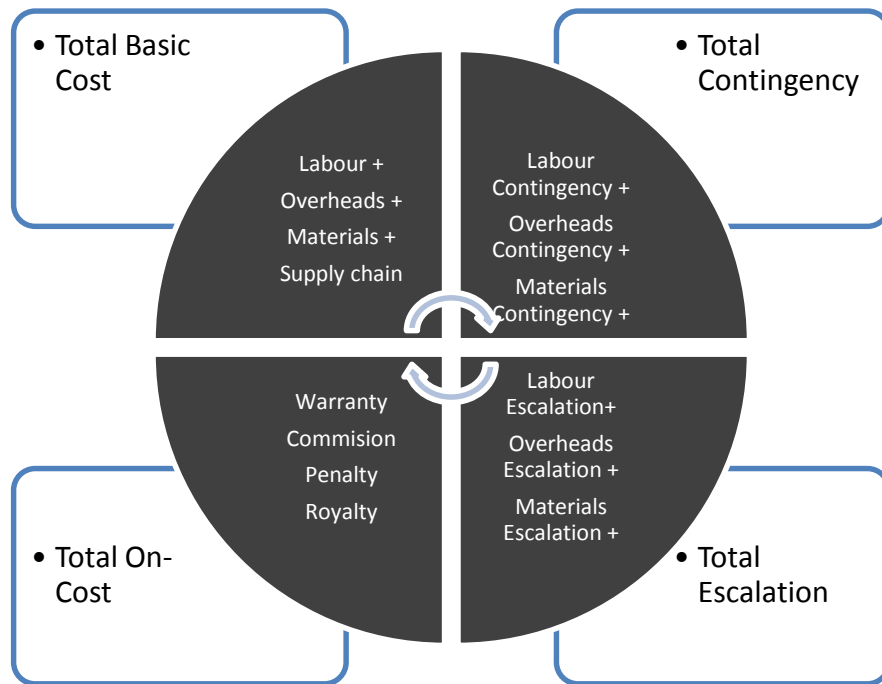 • Total Basic
Cost
• Total
Contingency
Labour +
Overheads +
Materials +
Supply chain
Labour
Contingency +
Overheads
Contingency +
Materials
Contingency +
Warranty
Commision
Penalty
Royalty
Labour
Escalation+
Overheads
Escalation +
Materials
Escalation +
• Total On-
Cost
• Total
Escalation